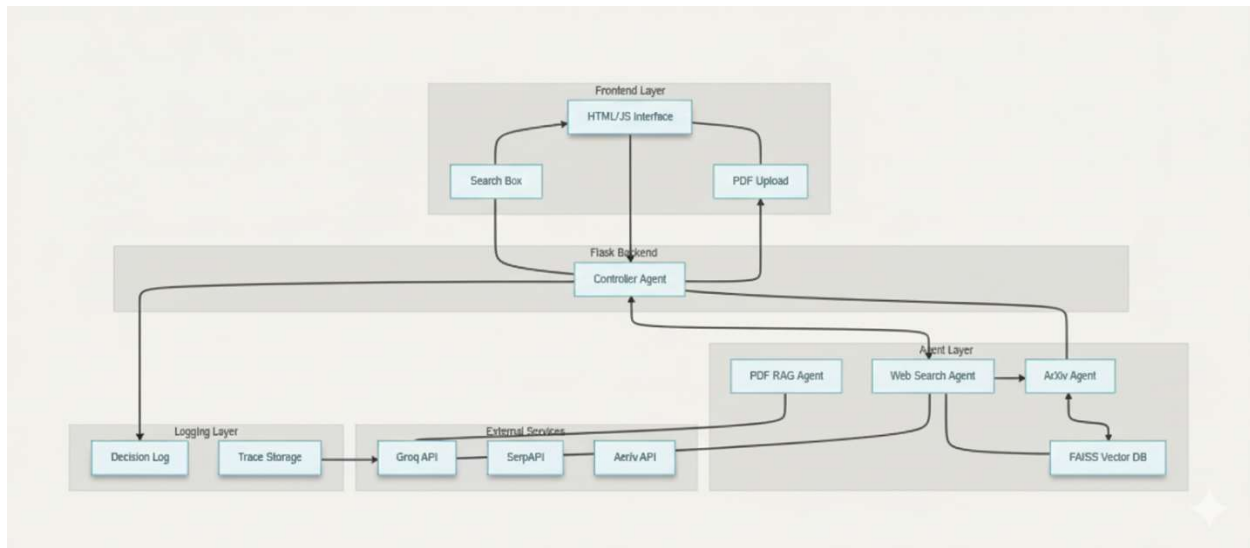 Frontend Layer
HTML/JS Interface
Search Box
PDF Upload
Flask Backend
Controller Agent
Agent Layer
PDF RAG Agent
Web Search Agent
ArXiv Agent
Logging Layer
External Services
Decision Log
Trace Storage
Groq API
SerpAPI
Aeriv API
FAISS Vector DB